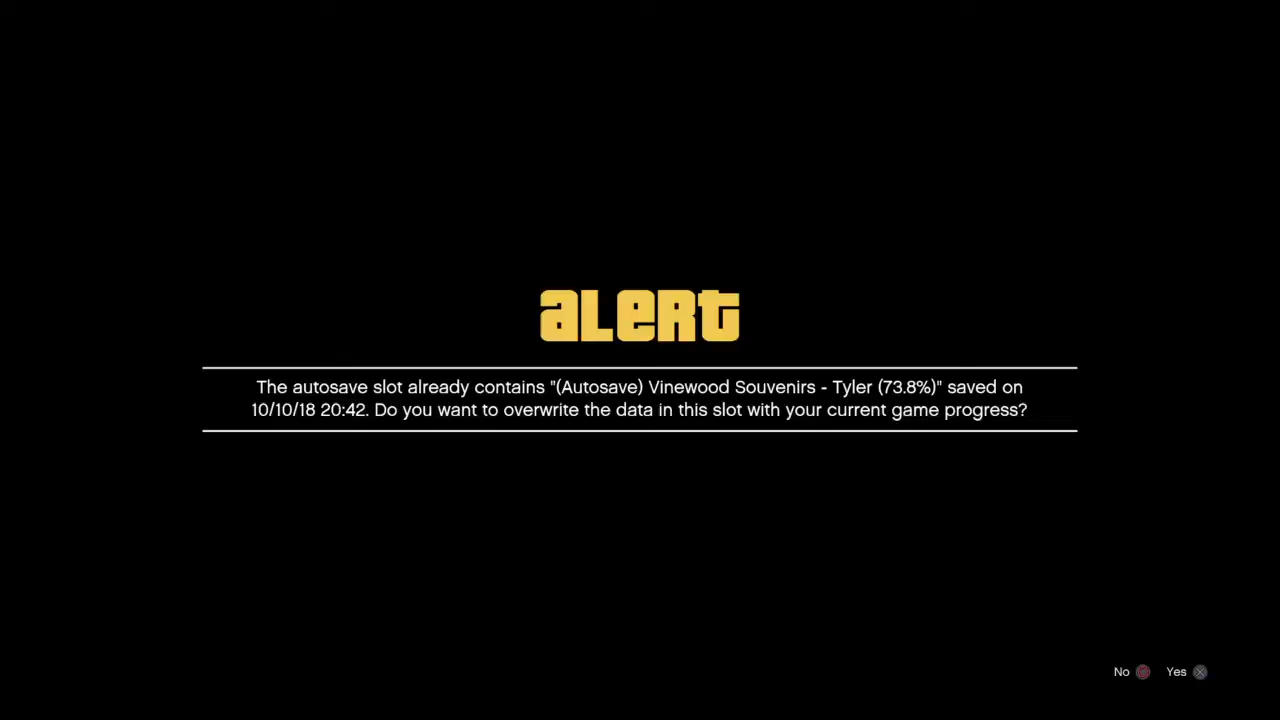 aLeRt
The autosave slot already contains "(Autosave) Vinewood Souvenirs - Tyler (73.8%)" saved on
10/10/18 20:42. Do you want to overwrite the data in this slot with your current game progress?
No Yes